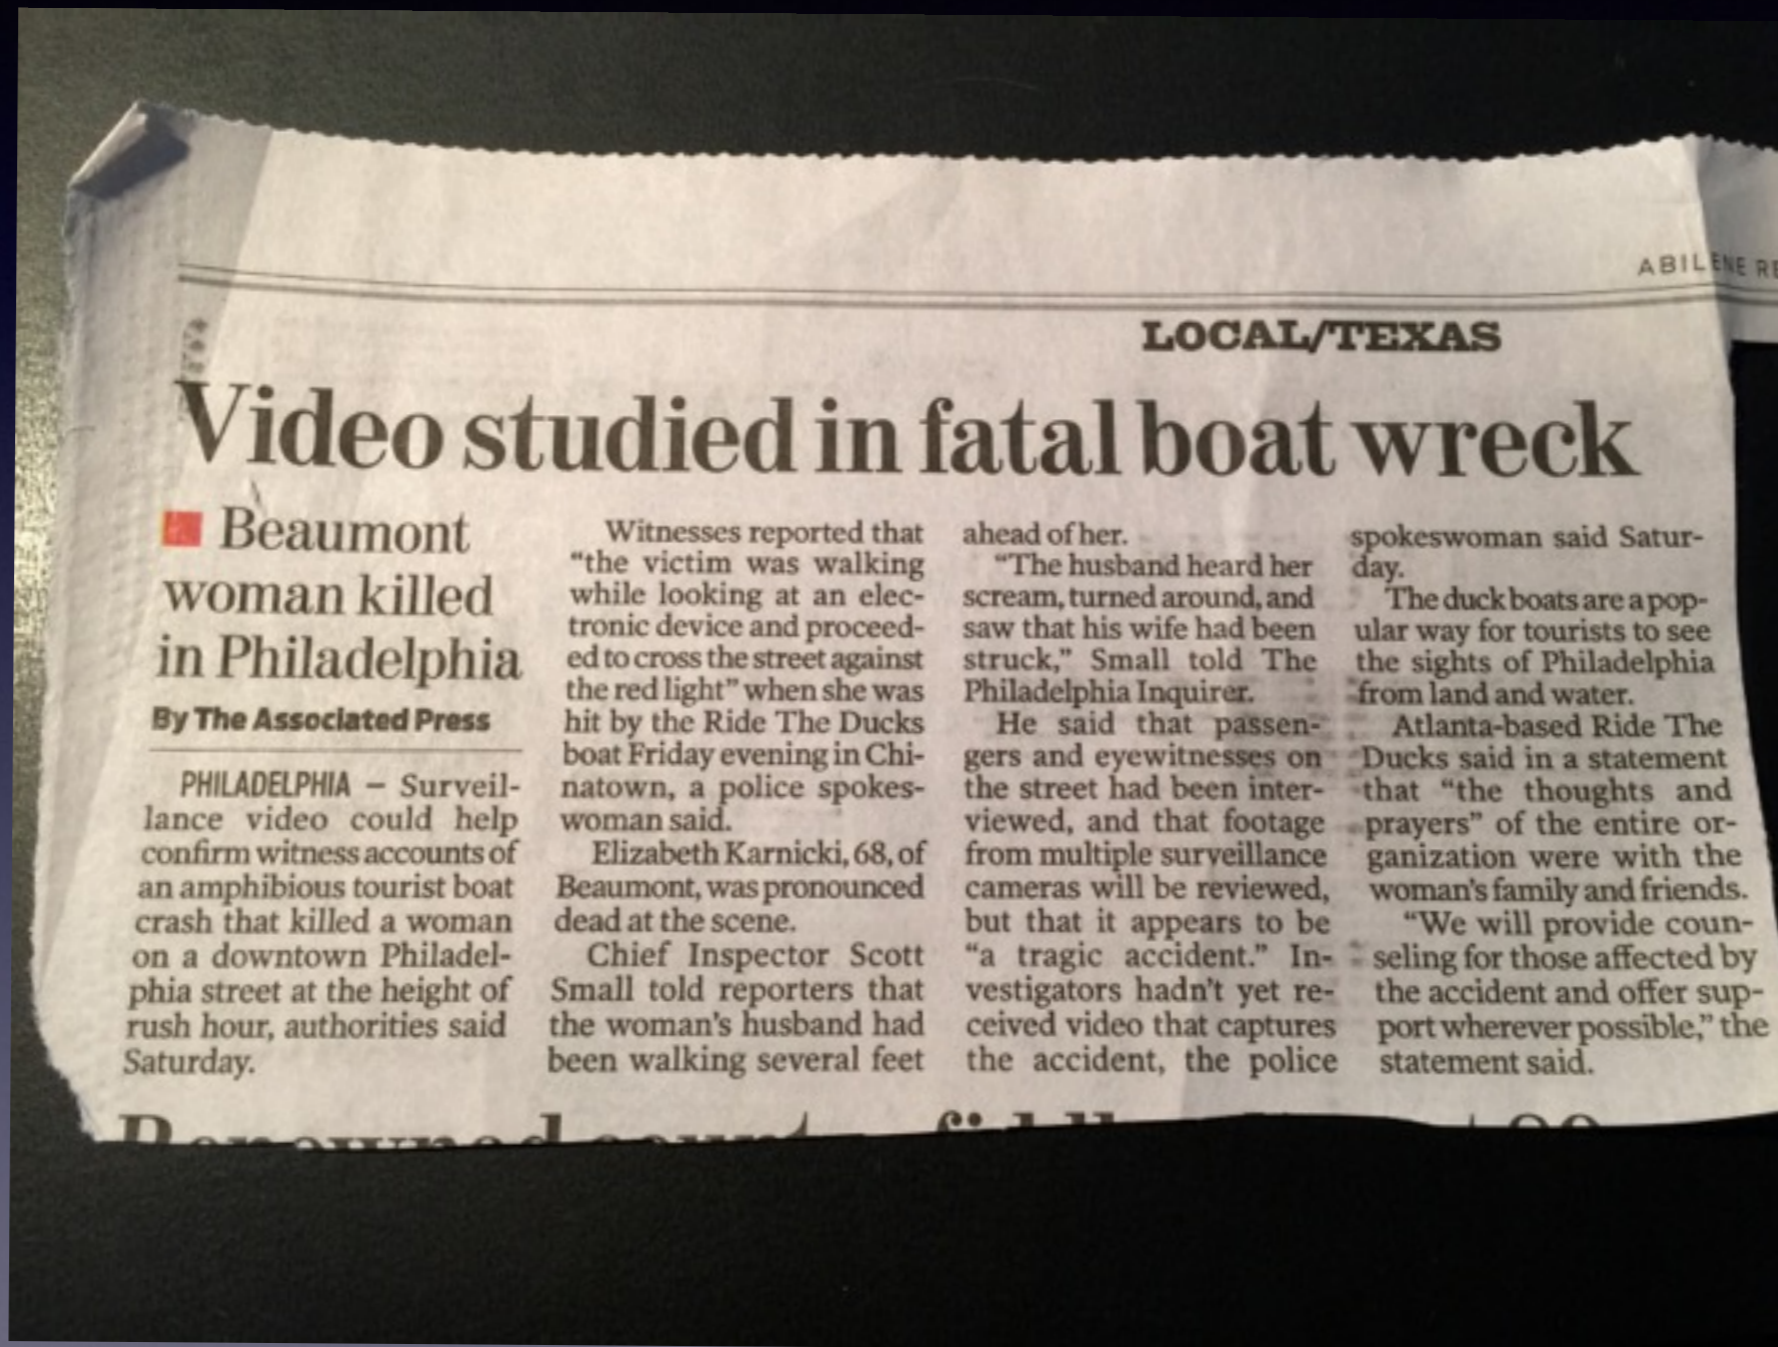 ABILENE RE
LOCAL/TEXAS
Video studied in fatal boat wreck
Beaumont
woman killed
in Philadelphia
By The Associated Press
PHILADELPHIA — Surveil-
lance video could help
confirm witness accounts of
an amphibious tourist boat
crash that killed a woman
on a downtown Philadel-
phia street at the height of
rush hour, authorities said
Saturday.
Witnesses reported that
“the victim was walking
while looking at an elec-
tronic device and proceed-
ed to cross the street against
the red light” when she was
hit by the Ride The Ducks
boat Friday evening in Chi-
natown, a police spokes-
woman said.
Elizabeth Karnicki, 68, of
Beaumont, was pronounced
dead at the scene.
Chief Inspector Scott
Small told reporters that
the woman’s husband had
been walking several feet
ahead of her.
“The husband heard her
scream, turned around, and
saw that his wife had been
struck,” Small told The
Philadelphia Inquirer.
He said that passen-
gers and eyewitnesses on
the street had been inter-
viewed, and that footage
from multiple surveillance
cameras will be reviewed,
but that it appears to be
“a tragic accident.” In-
vestigators hadn’t yet re-
ceived video that captures
the accident, the police
spokeswoman said Satur-
day.
The duck boats are a pop-
ular way for tourists to see
the sights of Philadelphia
from land and water.
Atlanta-based Ride The
Ducks said in a statement
that “the thoughts and
prayers” of the entire or-
ganization were with the
woman’s family and friends.
“We will provide coun-
seling for those affected by
the accident and offer sup-
port wherever possible,” the
statement said.